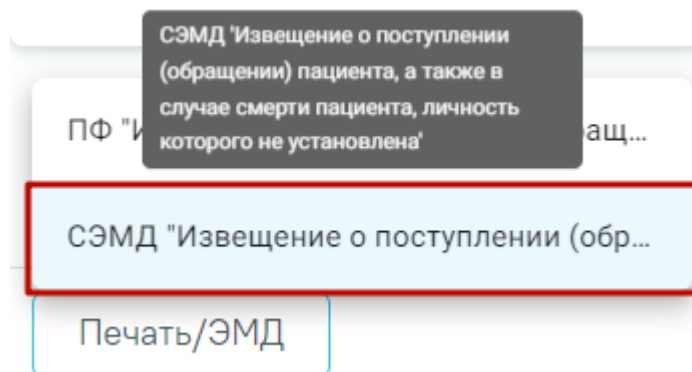 СЭМД 'Извещение о поступлении
(обращении) пациента, а также в
случае смерти пациента, личность
которого не установлена'
ПФ "И ащ...
СЭМД "Извещение о поступлении (обр...
Печать/ЭМД